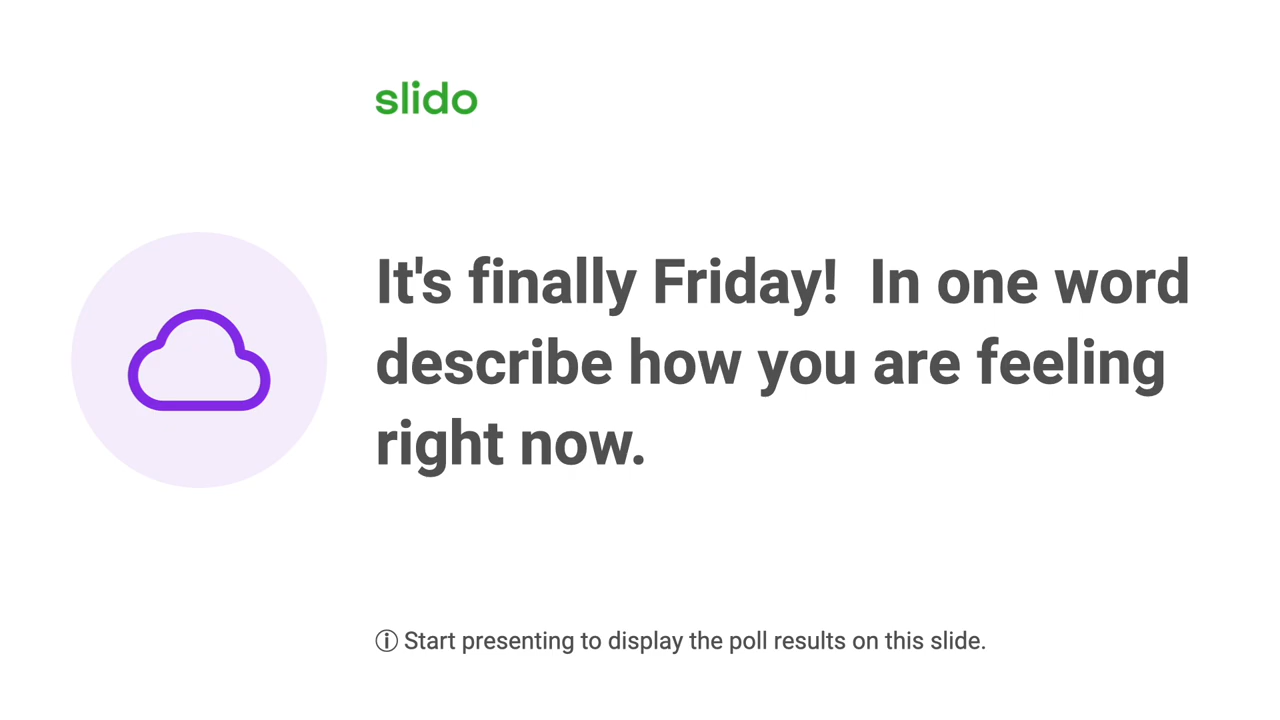 slido
It's finally Friday!  In one word
describe how you are feeling
right now.
ⓘ Start presenting to display the poll results on this slide.